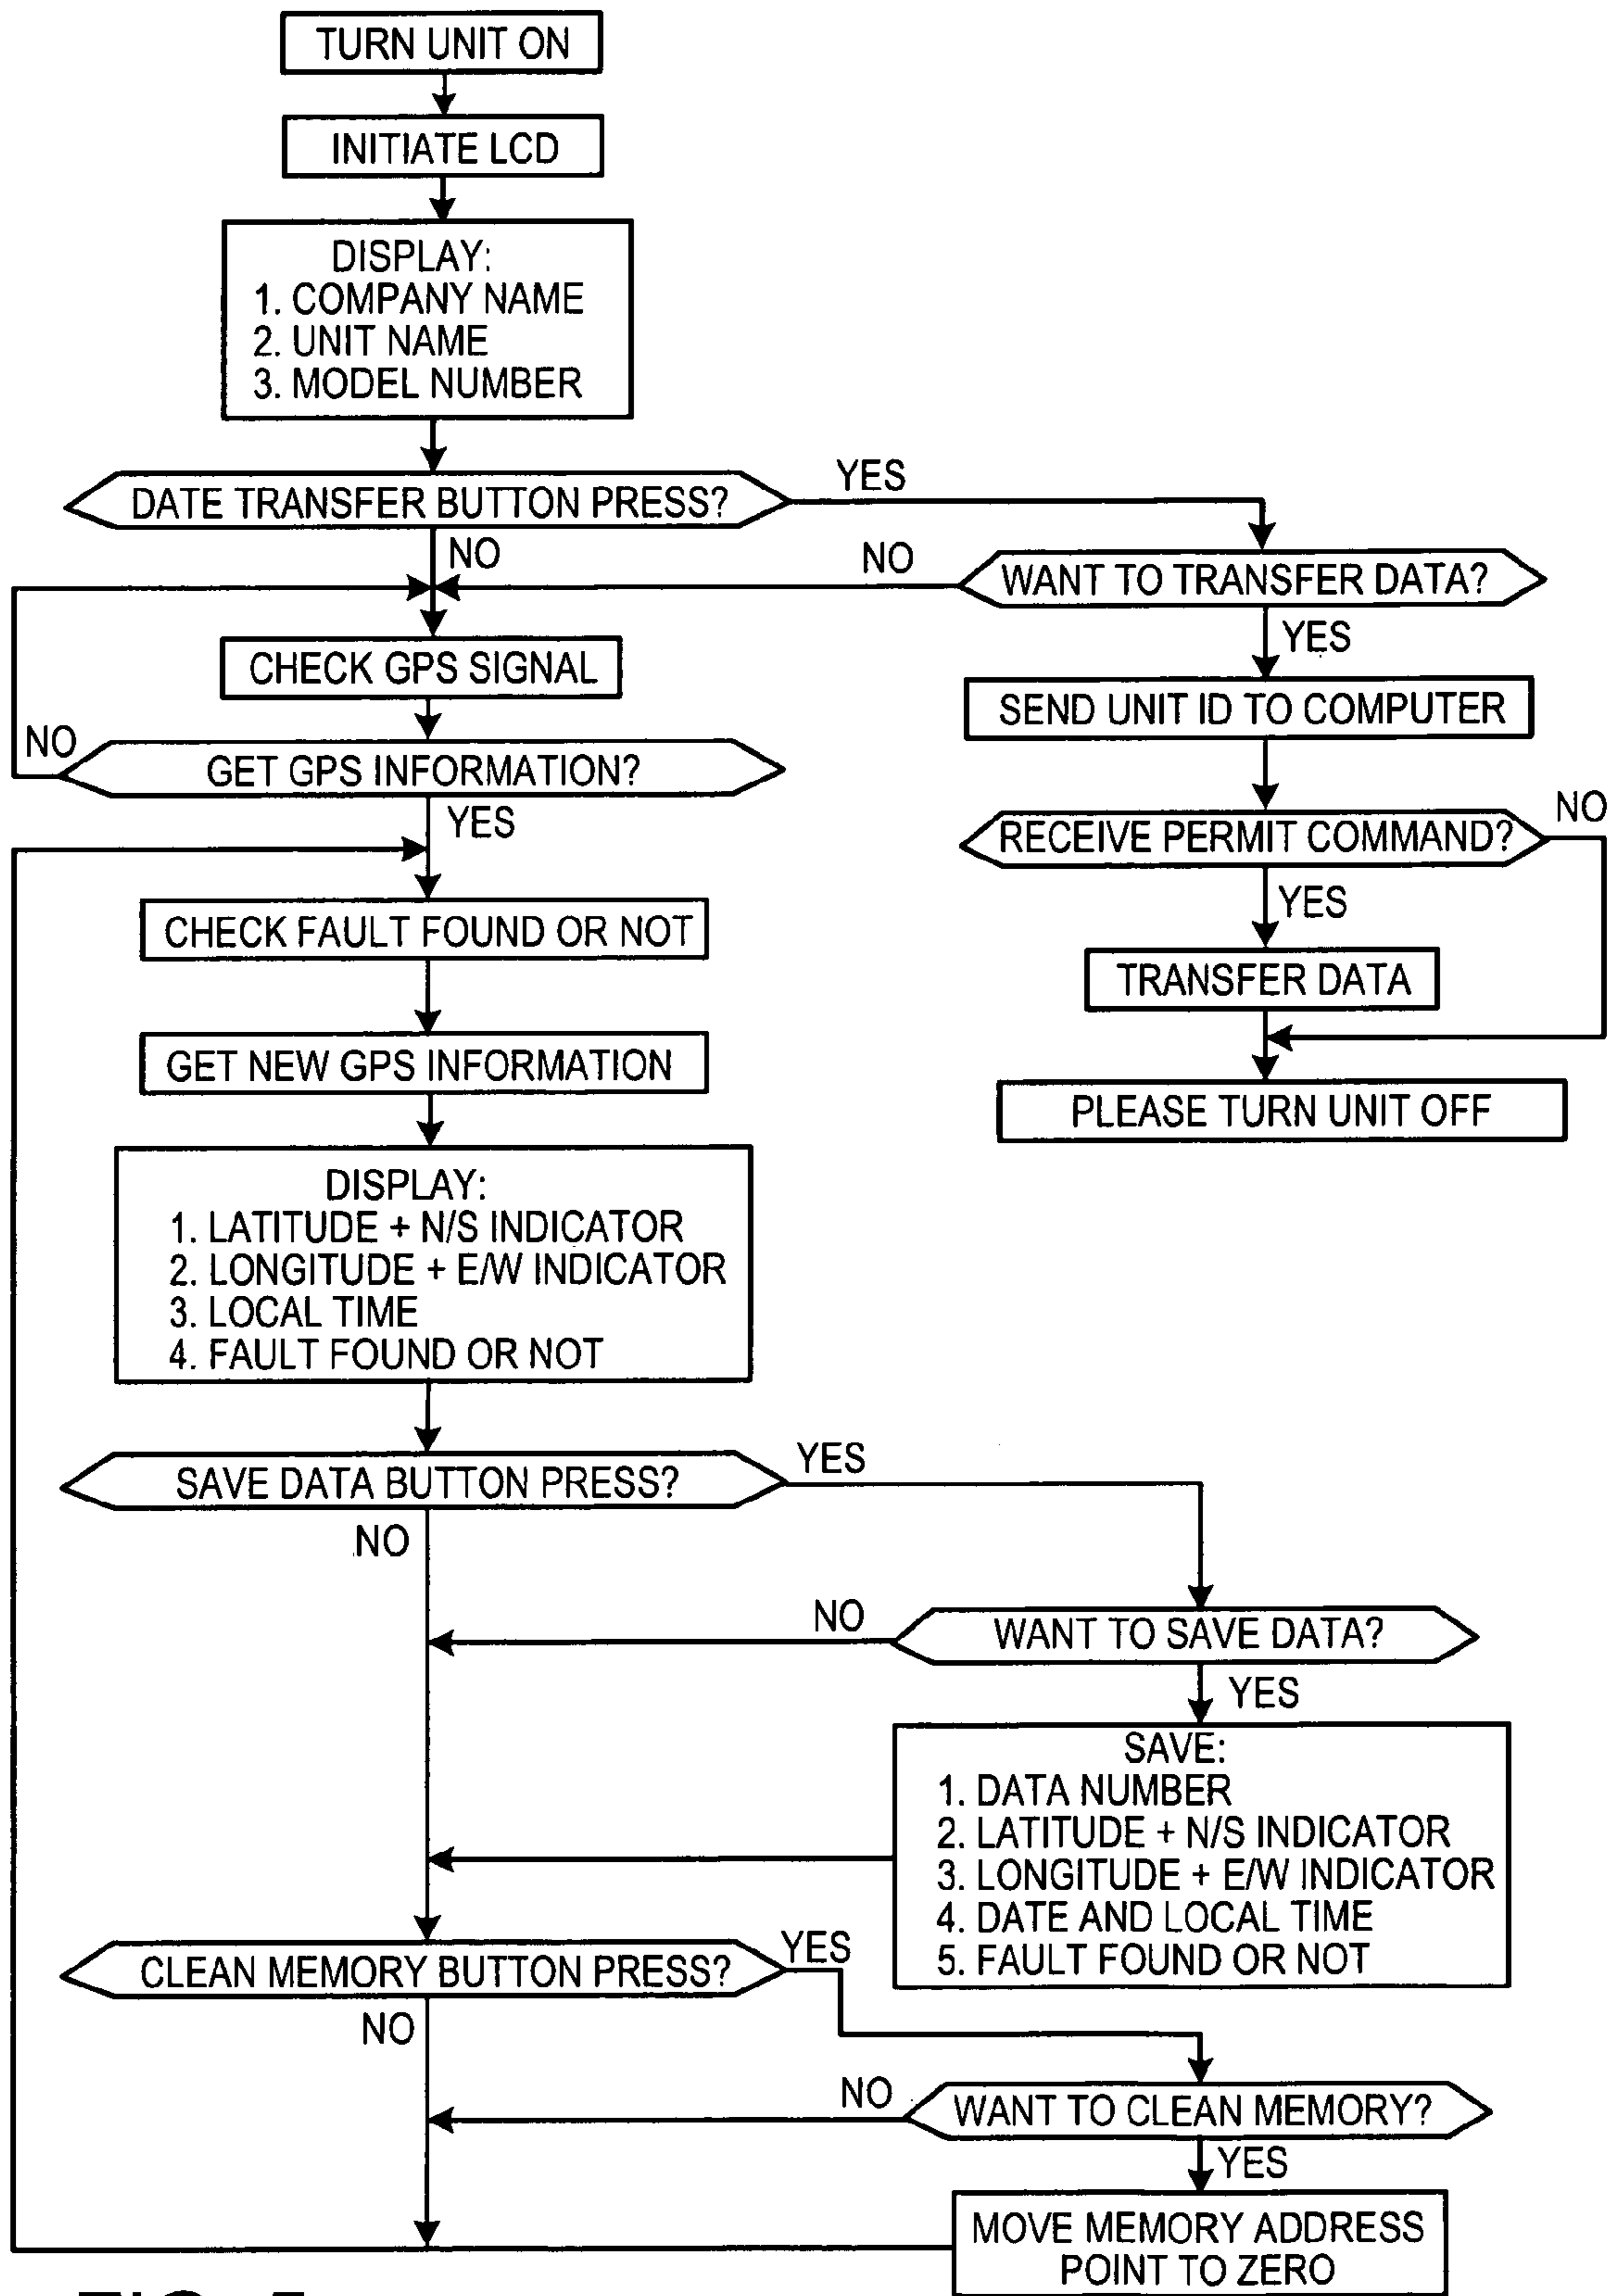 TURN UNIT ON
INITIATE LCD
DISPLAY:
1. COMPANY NAME
2. UNIT NAME
3. MODEL NUMBER
DATE TRANSFER BUTTON PRESS?
YES
NO
NO
WANT TO TRANSFER DATA?
YES
CHECK GPS SIGNAL
SEND UNIT ID TO COMPUTER
NO
GET GPS INFORMATION?
YES
RECEIVE PERMIT COMMAND?
NO
YES
CHECK FAULT FOUND OR NOT
TRANSFER DATA
GET NEW GPS INFORMATION
PLEASE TURN UNIT OFF
DISPLAY:
1. LATITUDE + N/S INDICATOR
2. LONGITUDE + E/W INDICATOR
3. LOCAL TIME
4. FAULT FOUND OR NOT
SAVE DATA BUTTON PRESS?
YES
NO
NO
WANT TO SAVE DATA?
YES
SAVE:
1. DATA NUMBER
2. LATITUDE + N/S INDICATOR
3. LONGITUDE + E/W INDICATOR
4. DATE AND LOCAL TIME
5. FAULT FOUND OR NOT
CLEAN MEMORY BUTTON PRESS?
YES
NO
NO
WANT TO CLEAN MEMORY?
YES
MOVE MEMORY ADDRESS
POINT TO ZERO